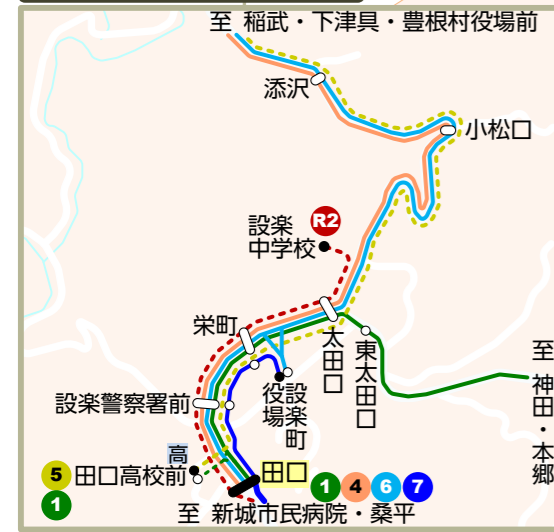 至 稲武・下津具・豊根村役場前
添沢
小松口
設楽
中学校
R2
栄町
太田口
東太田口
至 神田・本郷
設楽町
役場
設楽警察署前
高
5 田口高校前
1
田口
1 4 6 7
至 新城市民病院・桑平